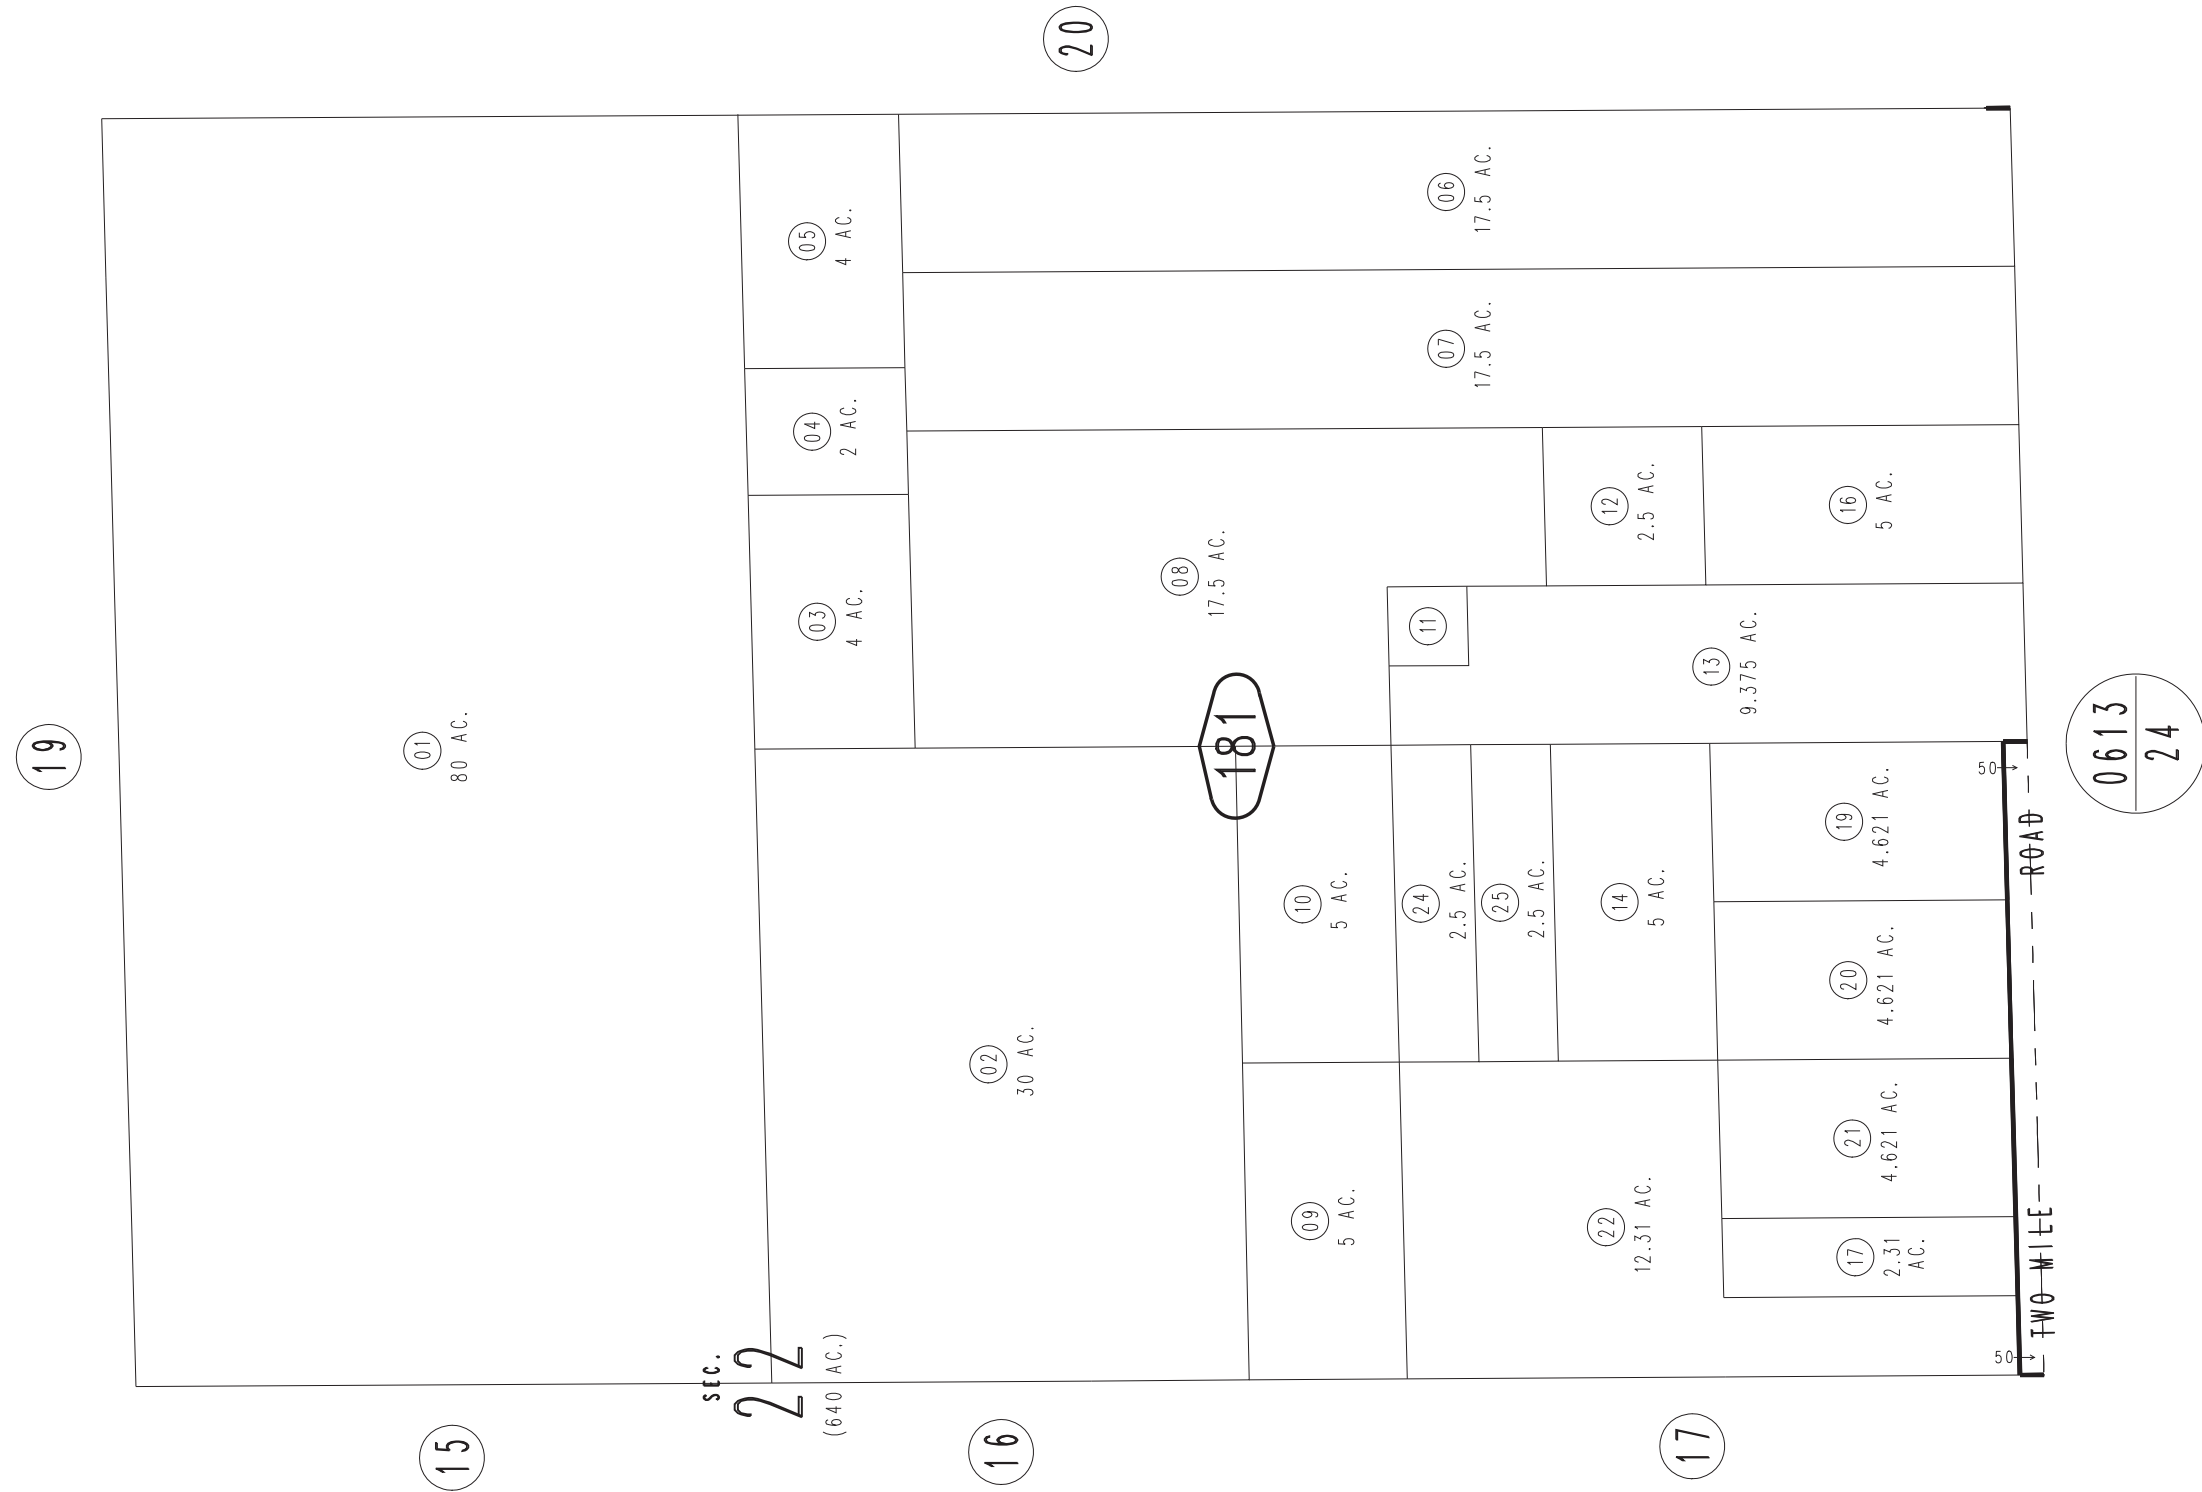 19
20
15
16
17
0613
24
SEC.
22
(640 AC.)
181
01
80 AC.
02
30 AC.
03
4 AC.
04
2 AC.
05
4 AC.
06
17.5 AC.
07
17.5 AC.
08
17.5 AC.
09
5 AC.
10
5 AC.
11
12
2.5 AC.
13
9.375 AC.
14
5 AC.
16
5 AC.
17
2.31
AC.
19
4.621 AC.
20
4.621 AC.
21
4.621 AC.
22
12.31 AC.
24
2.5 AC.
25
2.5 AC.
50
50
TWO MILE ROAD